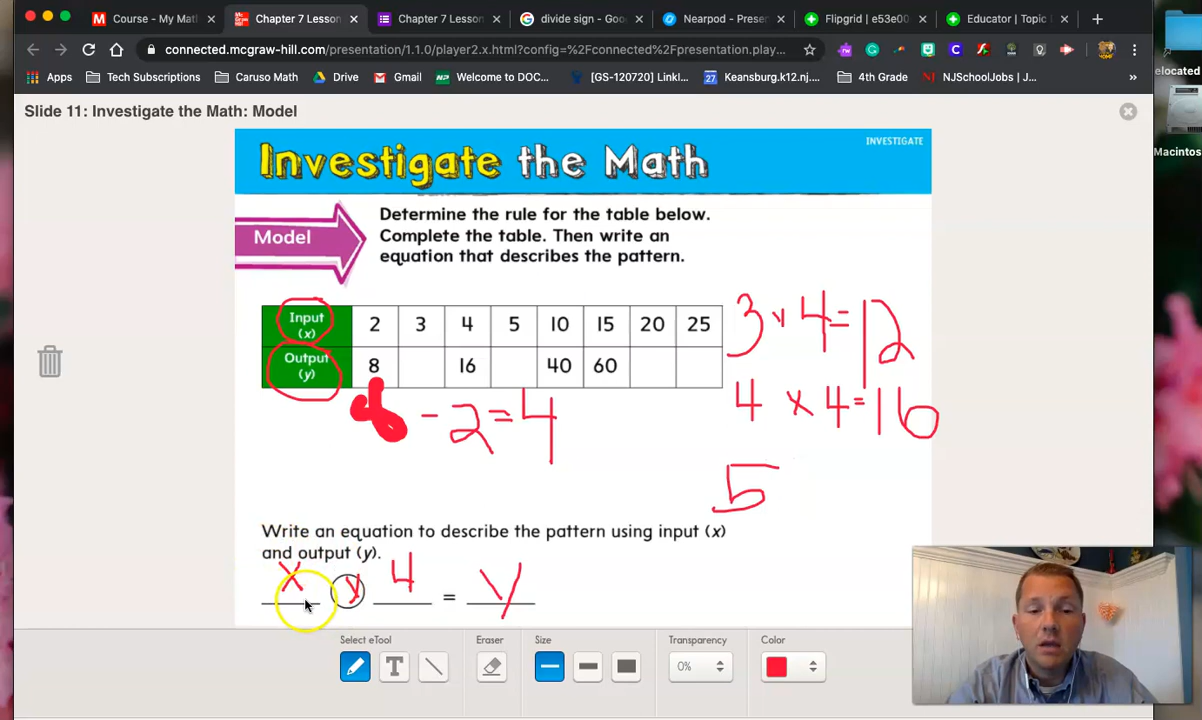 Course - My Math
Chapter 7 Lesson
Chapter 7 Lesson
divide sign - Goo
Nearpod - Presen
Flipgrid | e53e00
Educator | Topic
connected.mcgraw-hill.com/presentation/1.1.0/player2.x.html?config=%2Fconnected%2Fpresentation.play...
Apps
Tech Subscriptions
Caruso Math
Drive
Gmail
Welcome to DOC...
[GS-120720] Linkl...
27
Keansburg.k12.nj....
4th Grade
NJSchoolJobs | J...
»
elocated
Macintos
Slide 11: Investigate the Math: Model
Investigate the Math
INVESTIGATE
Model
Determine the rule for the table below.
Complete the table. Then write an
equation that describes the pattern.
Input (x) 2 3 4 5 10 15 20 25
Output (y) 8 16 40 60
3 x 4 = 12
4 x 4 = 16
8 - 2 = 4
5
Write an equation to describe the pattern using input (x)
and output (y).
x x 4 = y
Select eTool
Eraser
Size
Transparency
Color
T
0%